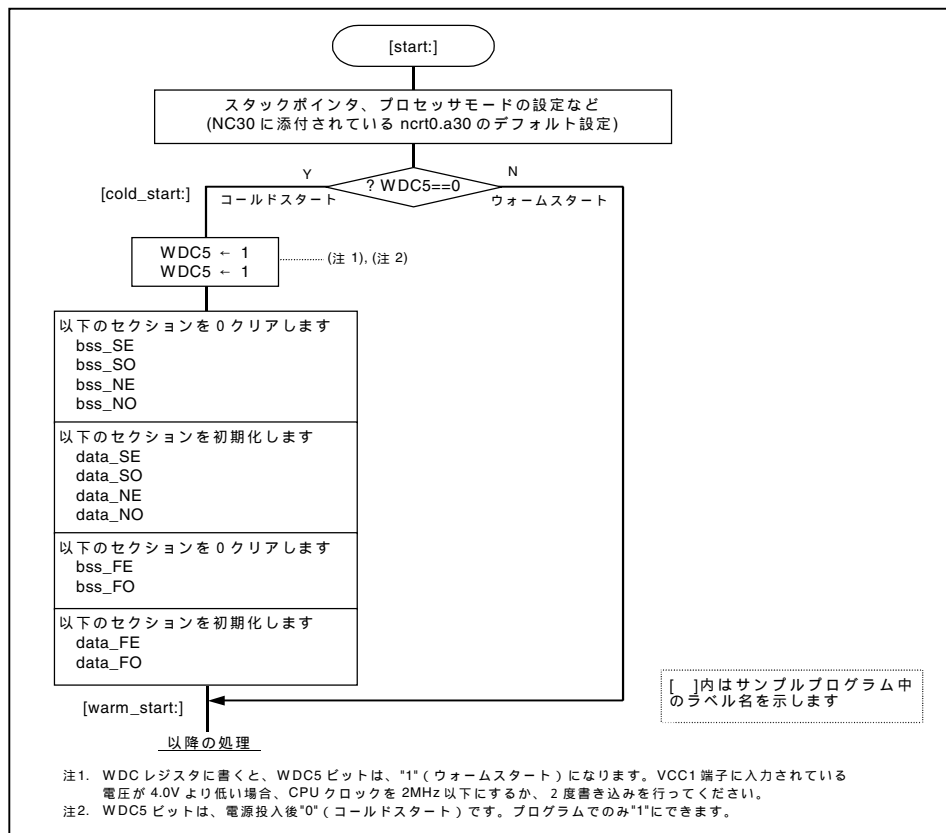 [start:]
スタックポインタ、プロセッサモードの設定など
(NC30 に添付されている ncrt0.a30 のデフォルト設定)
Y
? WDC5==0
N
[cold_start:]
コールドスタート
ウォームスタート
WDC5 ← 1
WDC5 ← 1
(注 1), (注 2)
以下のセクションを 0 クリアします
bss_SE
bss_SO
bss_NE
bss_NO
以下のセクションを初期化します
data_SE
data_SO
data_NE
data_NO
以下のセクションを 0 クリアします
bss_FE
bss_FO
以下のセクションを初期化します
data_FE
data_FO
[ ]内はサンプルプログラム中
のラベル名を示します
[warm_start:]
以降の処理
注1. WDC レジスタに書くと、WDC5 ビットは、"1"(ウォームスタート)になります。VCC1 端子に入力されている
電圧が 4.0V より低い場合、CPU クロックを 2MHz 以下にするか、2 度書き込みを行ってください。
注2. WDC5 ビットは、電源投入後"0"(コールドスタート)です。プログラムでのみ"1"にできます。